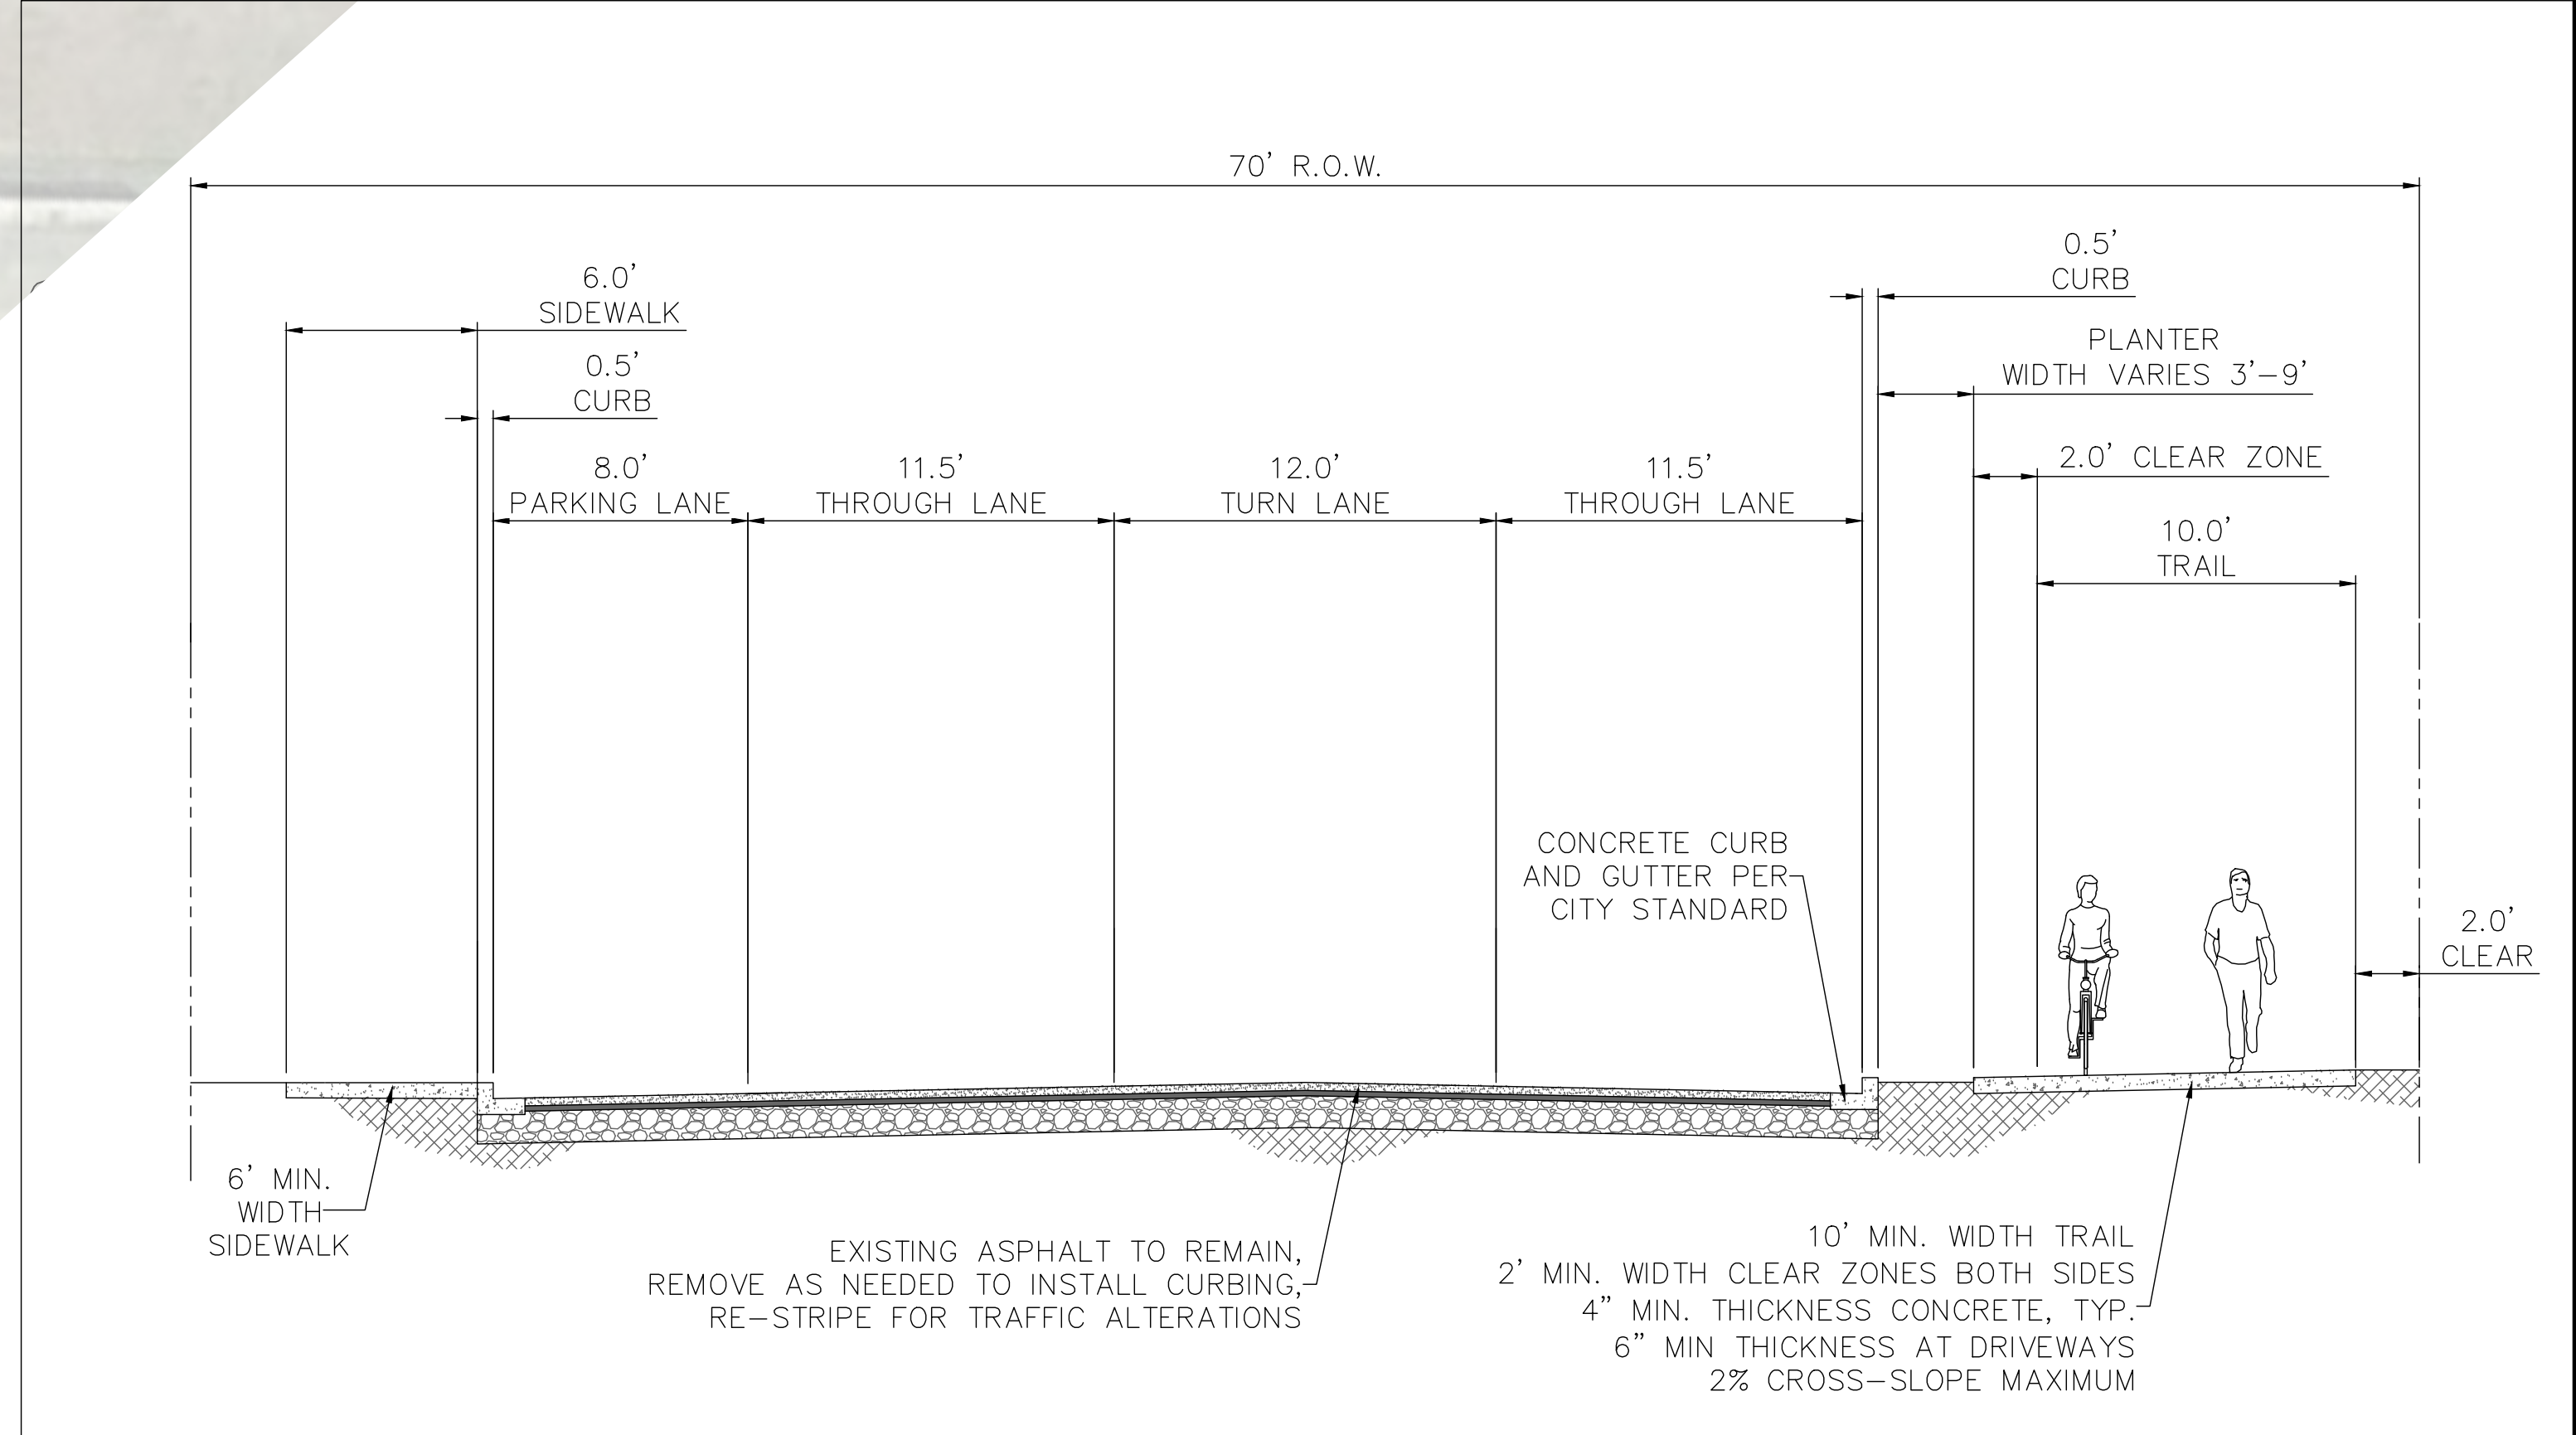 70' R.O.W.
0.5'
CURB
6.0'
SIDEWALK
PLANTER
WIDTH VARIES 3'-9'
0.5'
CURB
8.0'
PARKING LANE
11.5'
THROUGH LANE
12.0'
TURN LANE
11.5'
THROUGH LANE
2.0' CLEAR ZONE
10.0'
TRAIL
CONCRETE CURB
AND GUTTER PER
CITY STANDARD
2.0'
CLEAR
6' MIN.
WIDTH
SIDEWALK
EXISTING ASPHALT TO REMAIN,
REMOVE AS NEEDED TO INSTALL CURBING,
RE-STRIPE FOR TRAFFIC ALTERATIONS
10' MIN. WIDTH TRAIL
2' MIN. WIDTH CLEAR ZONES BOTH SIDES
4" MIN. THICKNESS CONCRETE, TYP.
6" MIN THICKNESS AT DRIVEWAYS
2% CROSS-SLOPE MAXIMUM